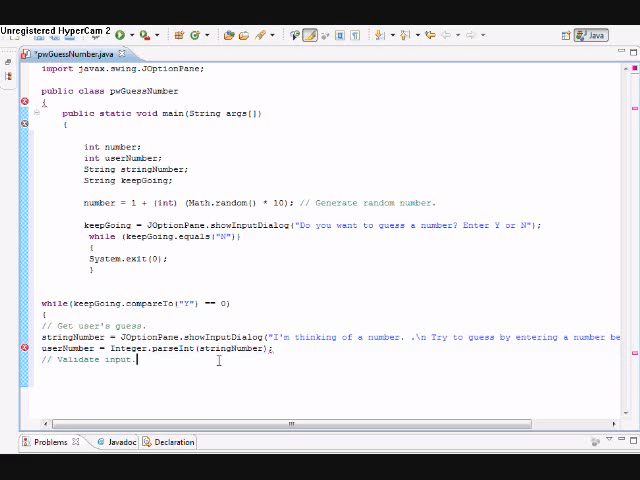 Unregistered HyperCam 2
Java
*pwGuessNumber.java
import javax.swing.JOptionPane;
public class pwGuessNumber
{
public static void main(String args[])
{
int number;
int userNumber;
String stringNumber;
String keepGoing;
number = 1 + (int) (Math.random() * 10); // Generate random number.
keepGoing = JOptionPane.showInputDialog("Do you want to guess a number? Enter Y or N");
while (keepGoing.equals("N"))
{
System.exit(0);
}
while(keepGoing.compareTo("Y") == 0)
{
// Get user's guess.
stringNumber = JOptionPane.showInputDialog("I'm thinking of a number. .\n Try to guess by entering a number be
userNumber = Integer.parseInt(stringNumber);
// Validate input.
Problems
Javadoc
Declaration